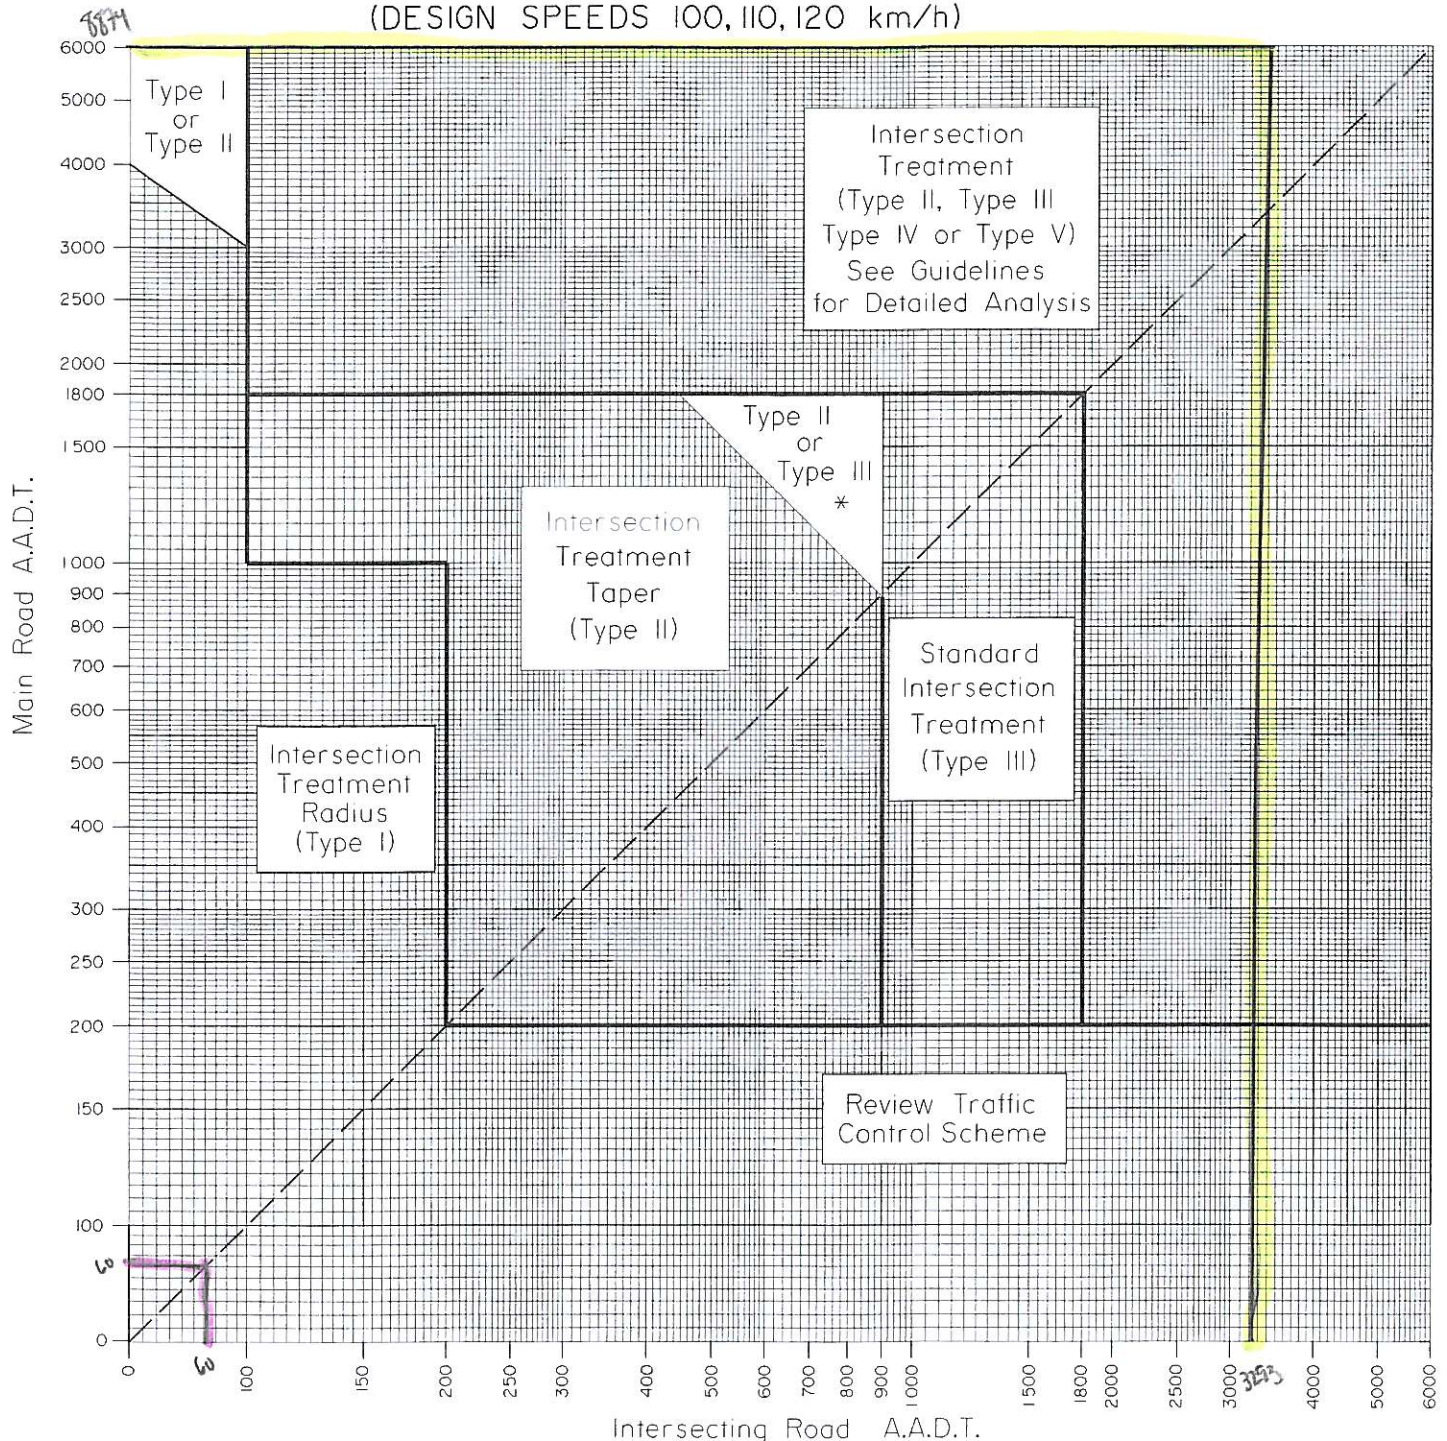 8874
(DESIGN SPEEDS 100, 110, 120 km/h)
6000
5000
4000
3000
2500
2000
1800
1500
1000
900
800
700
600
500
400
300
250
200
150
100
60
0
Main Road A.A.D.T.
Type I
or
Type II
Intersection
Treatment
(Type II, Type III
Type IV or Type V)
See Guidelines
for Detailed Analysis
Type II
or
Type III
*
Intersection
Treatment
Taper
(Type II)
Standard
Intersection
Treatment
(Type III)
Intersection
Treatment
Radius
(Type I)
Review Traffic
Control Scheme
0
60
100
150
200
250
300
400
500
600
700
800
900
1000
1500
1800
2000
2500
3000
3293
4000
5000
6000
Intersecting Road A.A.D.T.